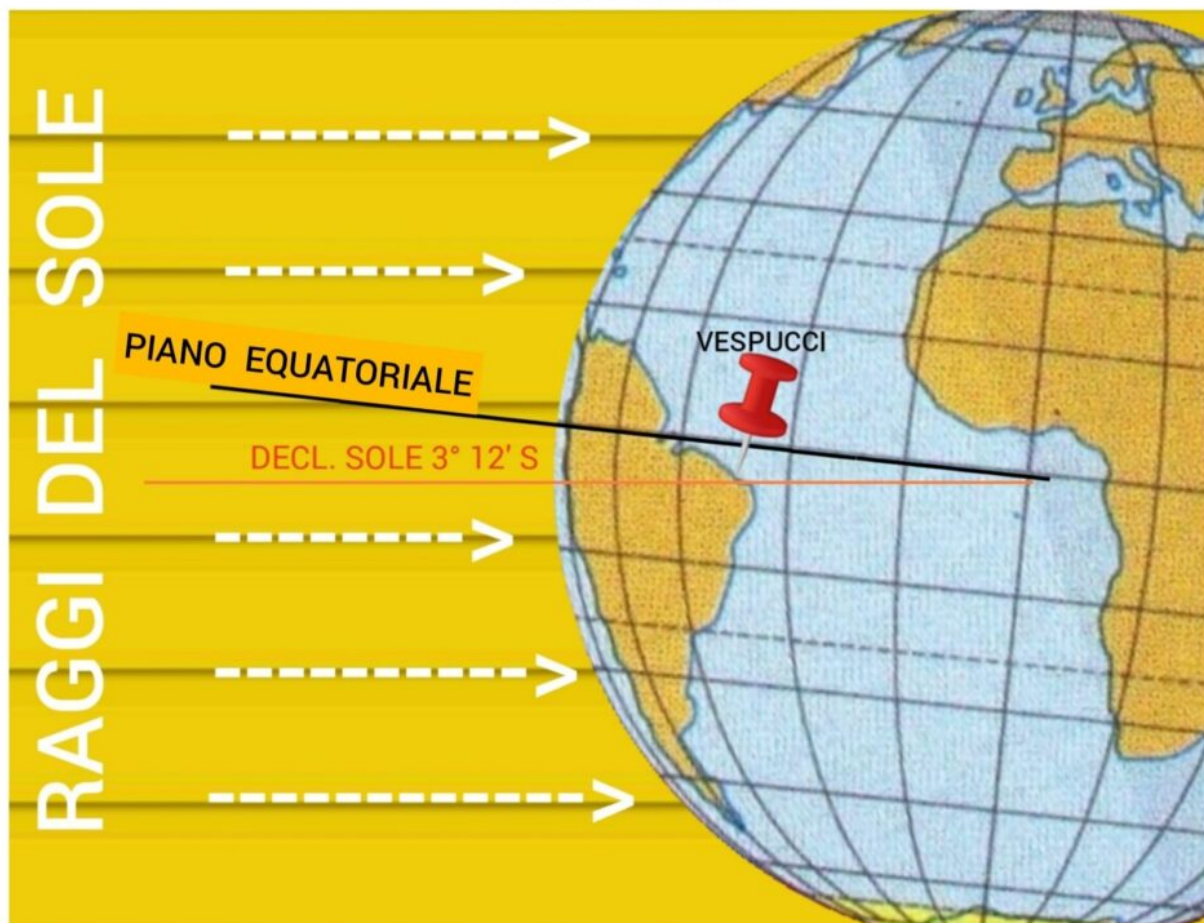 RAGGI DEL SOLE
PIANO EQUATORIALE
VESPUCCI
DECL. SOLE 3° 12' S